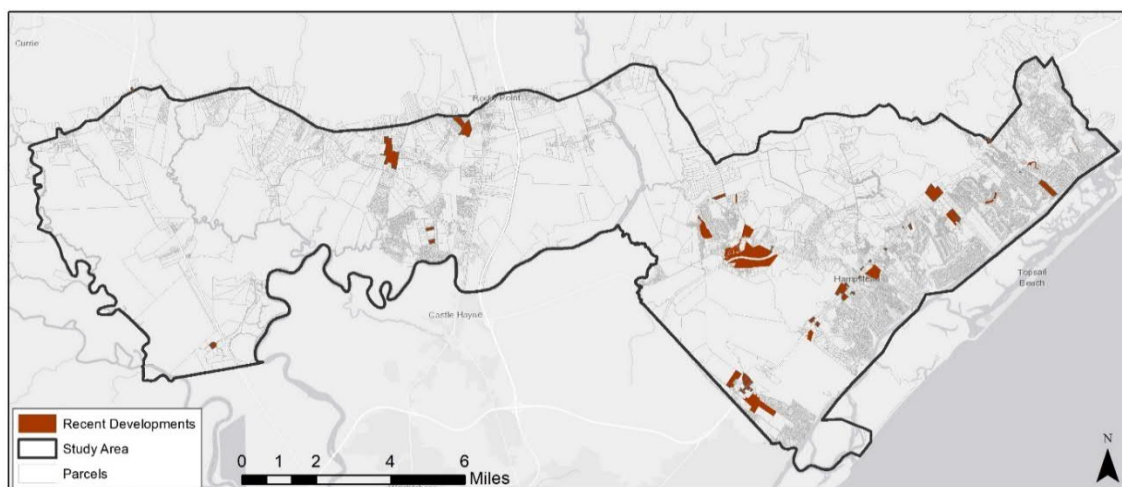 Currie
Rocky Point
Hampstead
Topsail
Beach
Castle Hayne
N
Recent Developments
Study Area
Parcels
0 1 2 4 6
Miles